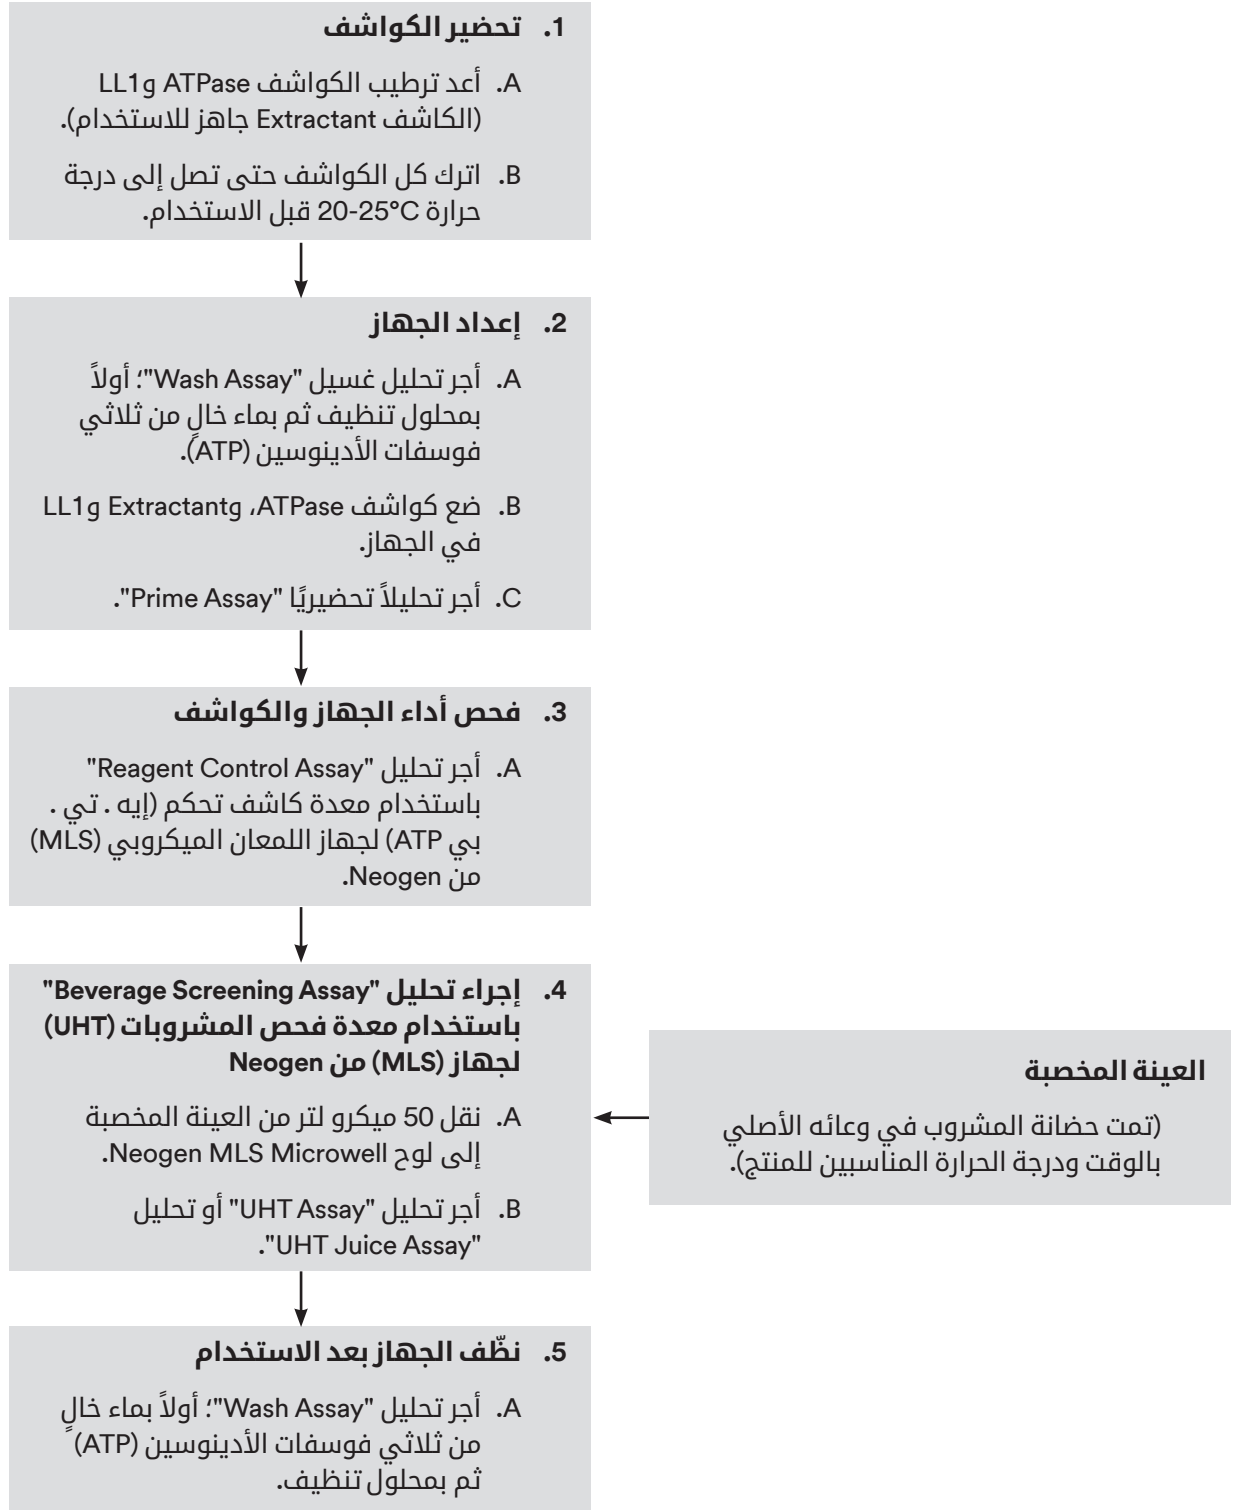 1. تحضير الكواشف
A. أعد ترطيب الكواشف ATPase وLL1
(الكاشف Extractant جاهز للاستخدام).
B. اترك كل الكواشف حتى تصل إلى درجة
حرارة 20-25°C قبل الاستخدام.
2. إعداد الجهاز
A. أجر تحليل غسيل "Wash Assay"؛ أولاً
بمحلول تنظيف ثم بماء خالٍ من ثلاثي
فوسفات الأدينوسين (ATP).
B. ضع كواشف ATPase، وExtractant وLL1
في الجهاز.
C. أجر تحليلاً تحضيريًا "Prime Assay".
3. فحص أداء الجهاز والكواشف
A. أجر تحليل "Reagent Control Assay"
باستخدام معدة كاشف تحكم (إيه . تي .
بي ATP) لجهاز اللمعان الميكروبي (MLS)
من Neogen.
4. إجراء تحليل "Beverage Screening Assay"
باستخدام معدة فحص المشروبات (UHT)
لجهاز (MLS) من Neogen
A. نقل 50 ميكرو لتر من العينة المخصبة
إلى لوح Neogen MLS Microwell.
B. أجر تحليل "UHT Assay" أو تحليل
"UHT Juice Assay".
العينة المخصبة
(تمت حضانة المشروب في وعائه الأصلي
بالوقت ودرجة الحرارة المناسبين للمنتج).
5. نظّف الجهاز بعد الاستخدام
A. أجر تحليل "Wash Assay"؛ أولاً بماء خالٍ
من ثلاثي فوسفات الأدينوسين (ATP)
ثم بمحلول تنظيف.